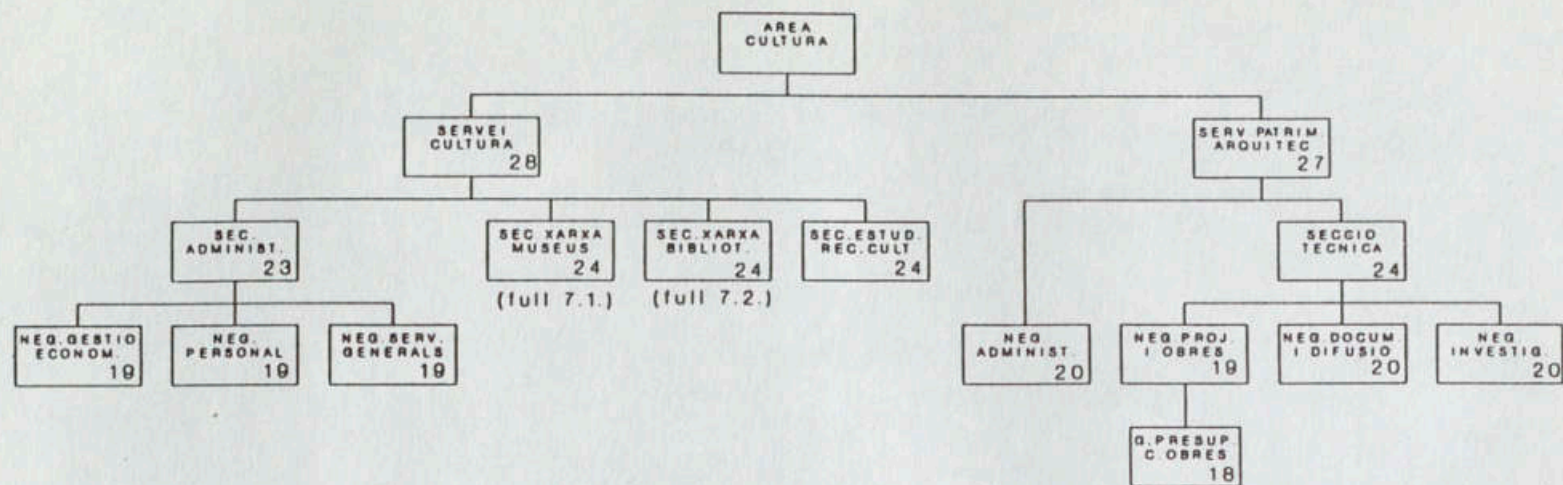 AREA
CULTURA
SERVEI
CULTURA
28
SERV.PATRIM.
ARQUITEC
27
SEC.
ADMINIST.
23
SEC.XARXA
MUSEUS
24
(full 7.1.)
SEC.XARXA
BIBLIOT.
24
(full 7.2.)
SEC.ESTUD.
REC.CULT
24
SECCIO
TECNICA
24
NEG.GESTIO
ECONOM.
19
NEG.
PERSONAL
19
NEG.SERV.
GENERALS
19
NEG
ADMINIST.
20
NEG.PROJ.
I OBRES
19
NEG.DOCUM.
I DIFUSIO
20
NEG
INVESTIG.
20
G.PRESUP.
C.OBRES
18